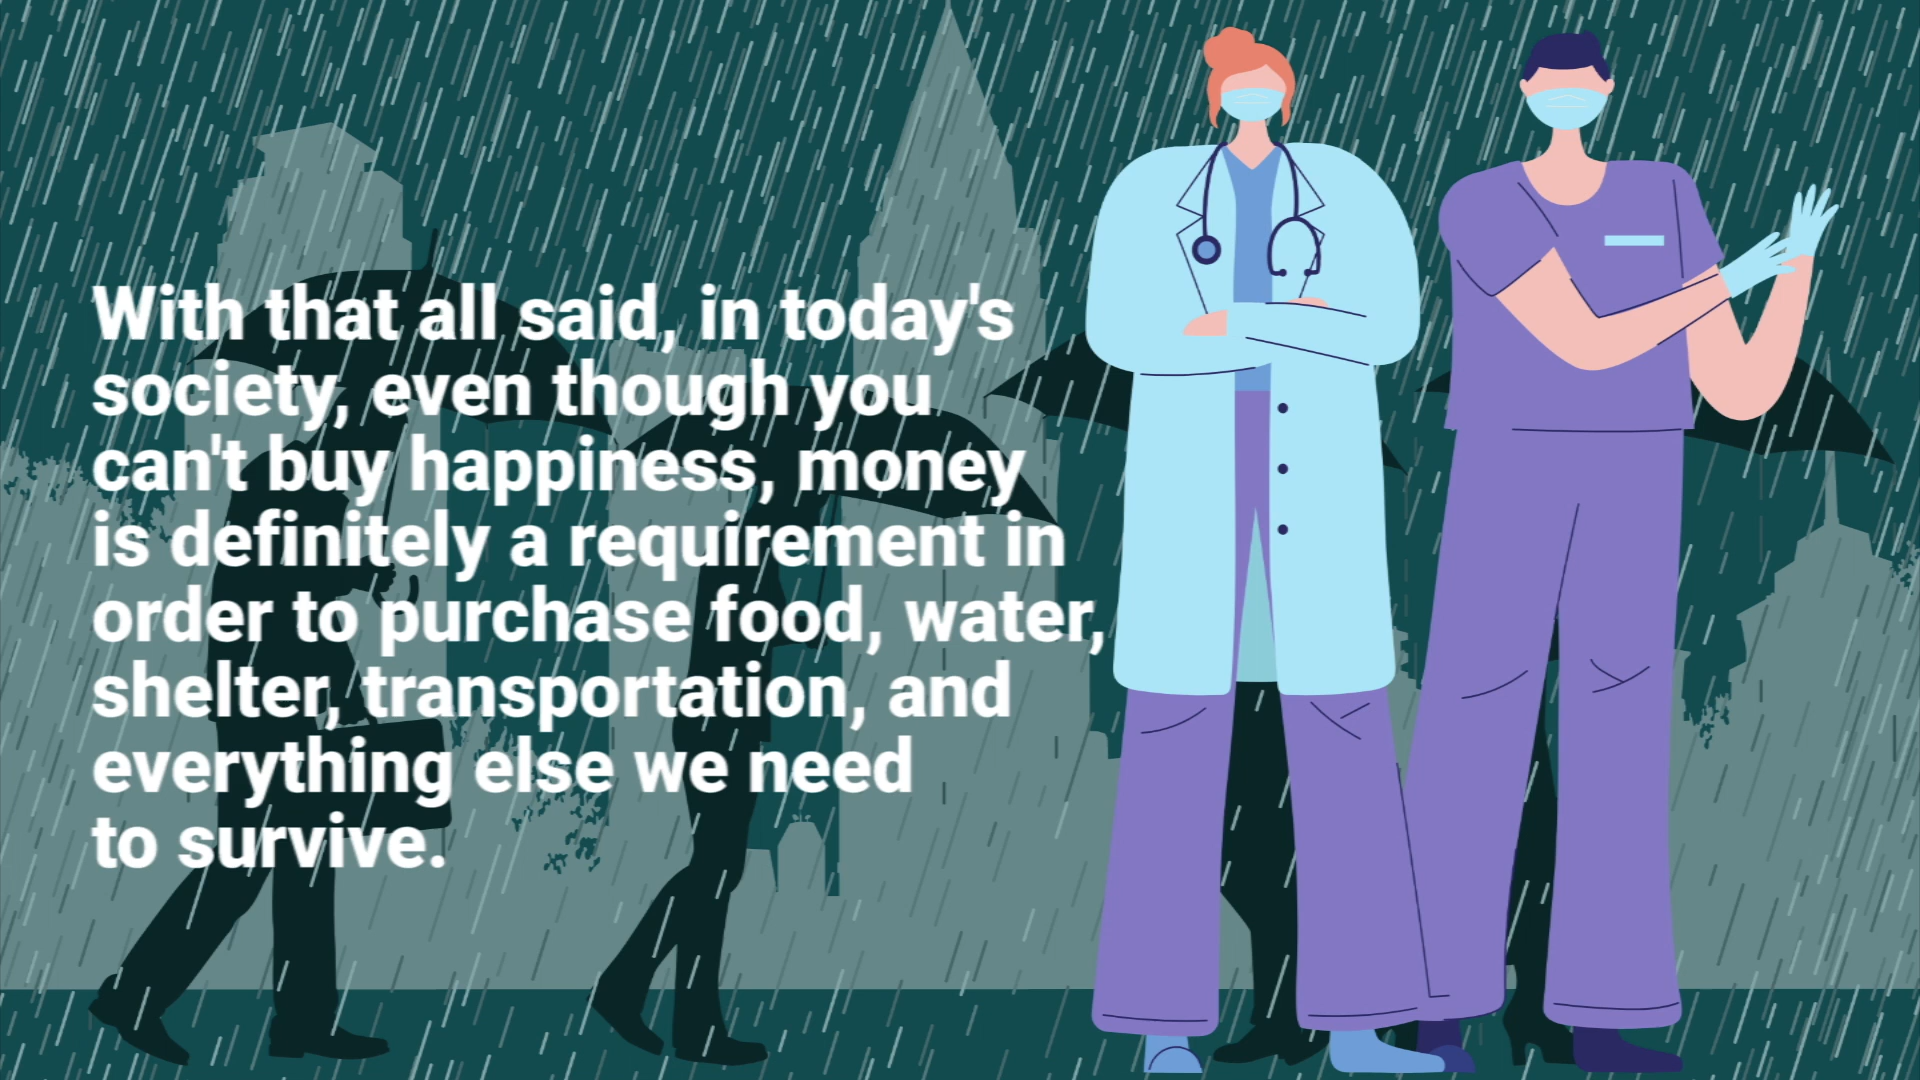 With that all said, in today's
society, even though you
can't buy happiness, money
is definitely a requirement in
order to purchase food, water,
shelter, transportation, and
everything else we need
to survive.